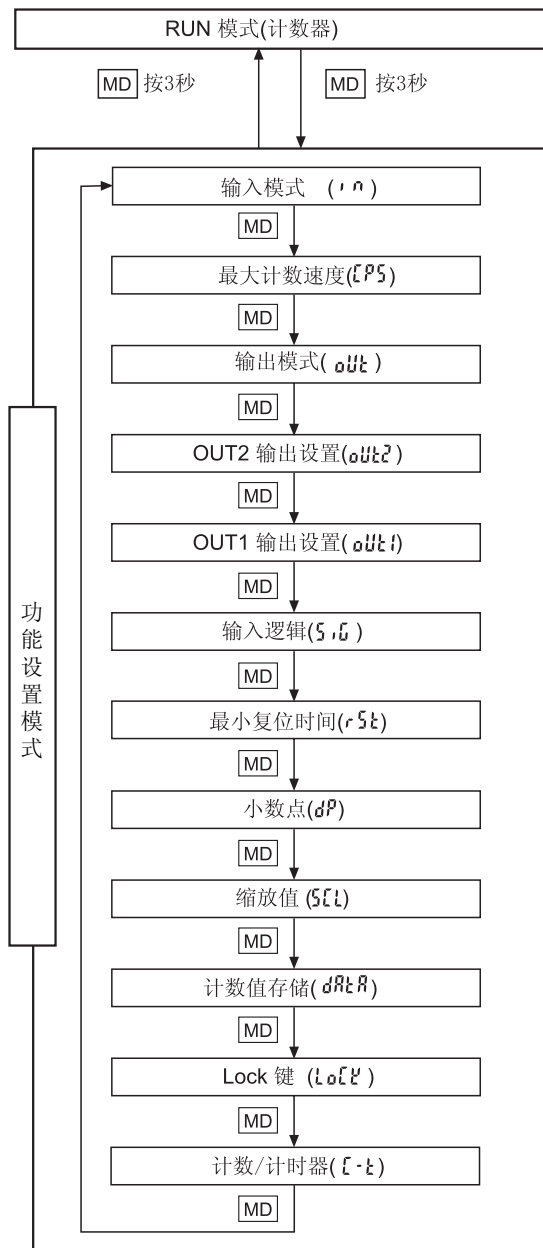 RUN 模式(计数器)
MD 按3秒 MD 按3秒
输入模式 (in)
MD
最大计数速度(CPS)
MD
输出模式(oUt)
MD
OUT2 输出设置(oUt2)
MD
OUT1 输出设置(oUt1)
MD
输入逻辑(SiG)
MD
最小复位时间(rSt)
MD
小数点(dP)
MD
缩放值(SCL)
MD
计数值存储(dAtA)
MD
Lock 键 (LoCK)
MD
计数/计时器(C-t)
MD
功能设置模式